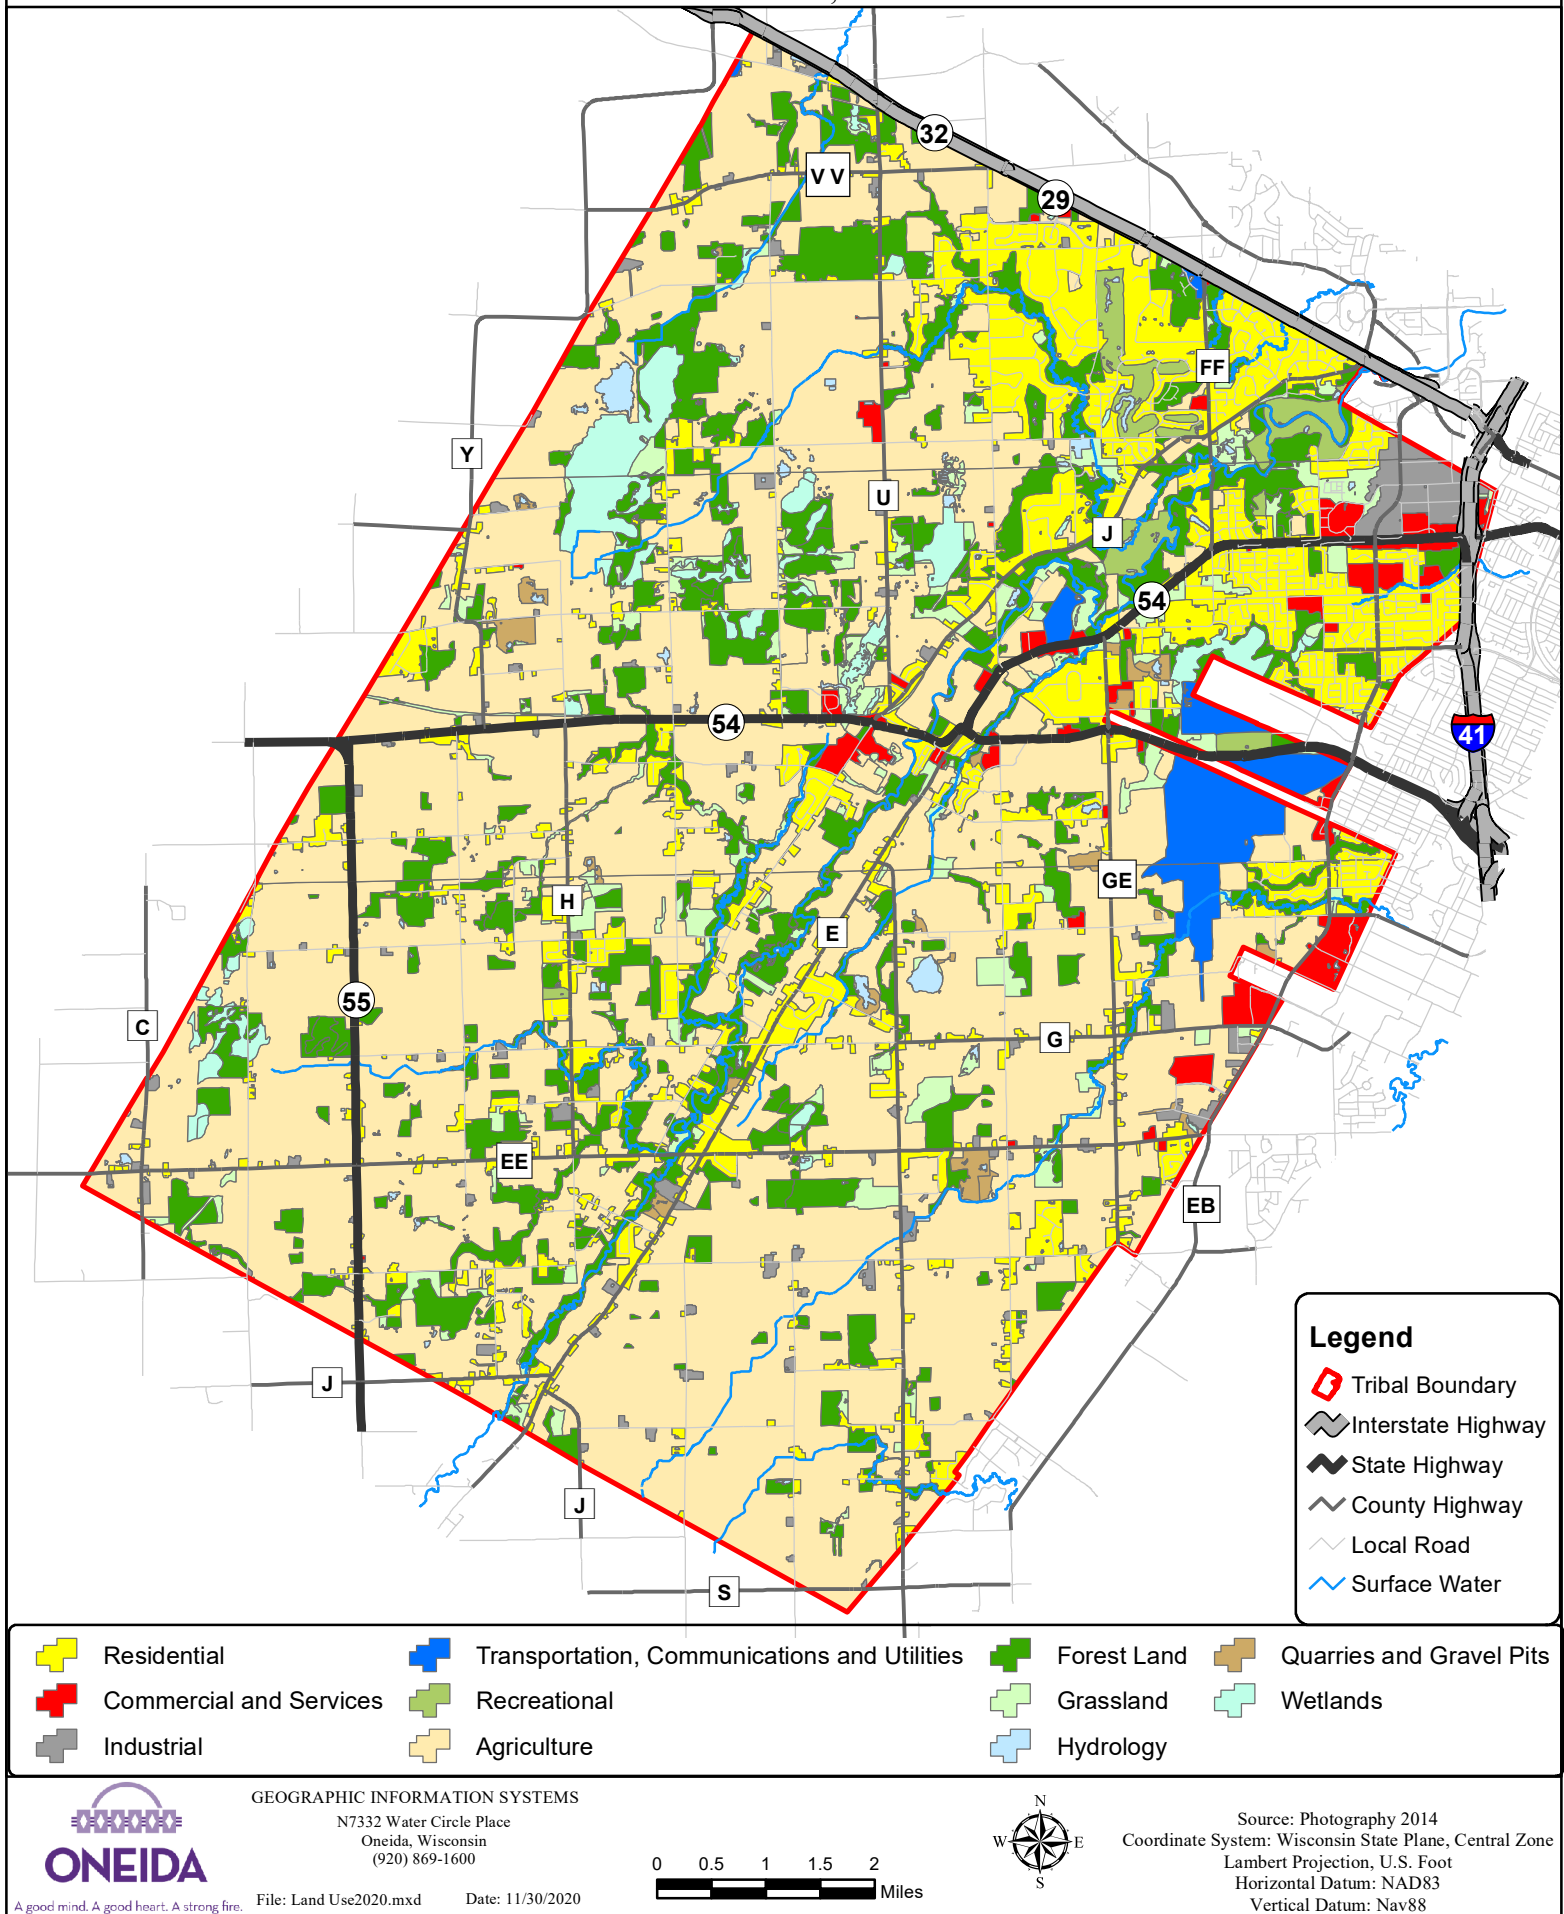 32
V V
29
FF
Y
U
J
54
54
41
H
GE
E
55
C
G
EE
EB
J
J
S
Legend
Tribal Boundary
Interstate Highway
State Highway
County Highway
Local Road
Surface Water
Residential
Transportation, Communications and Utilities
Forest Land
Quarries and Gravel Pits
Commercial and Services
Recreational
Grassland
Wetlands
Industrial
Agriculture
Hydrology
ONEIDA
A good mind. A good heart. A strong fire.
GEOGRAPHIC INFORMATION SYSTEMS
N7332 Water Circle Place
Oneida, Wisconsin
(920) 869-1600
File: Land Use2020.mxd Date: 11/30/2020
0 0.5 1 1.5 2
Miles
N
W E
S
Source: Photography 2014
Coordinate System: Wisconsin State Plane, Central Zone
Lambert Projection, U.S. Foot
Horizontal Datum: NAD83
Vertical Datum: Nav88